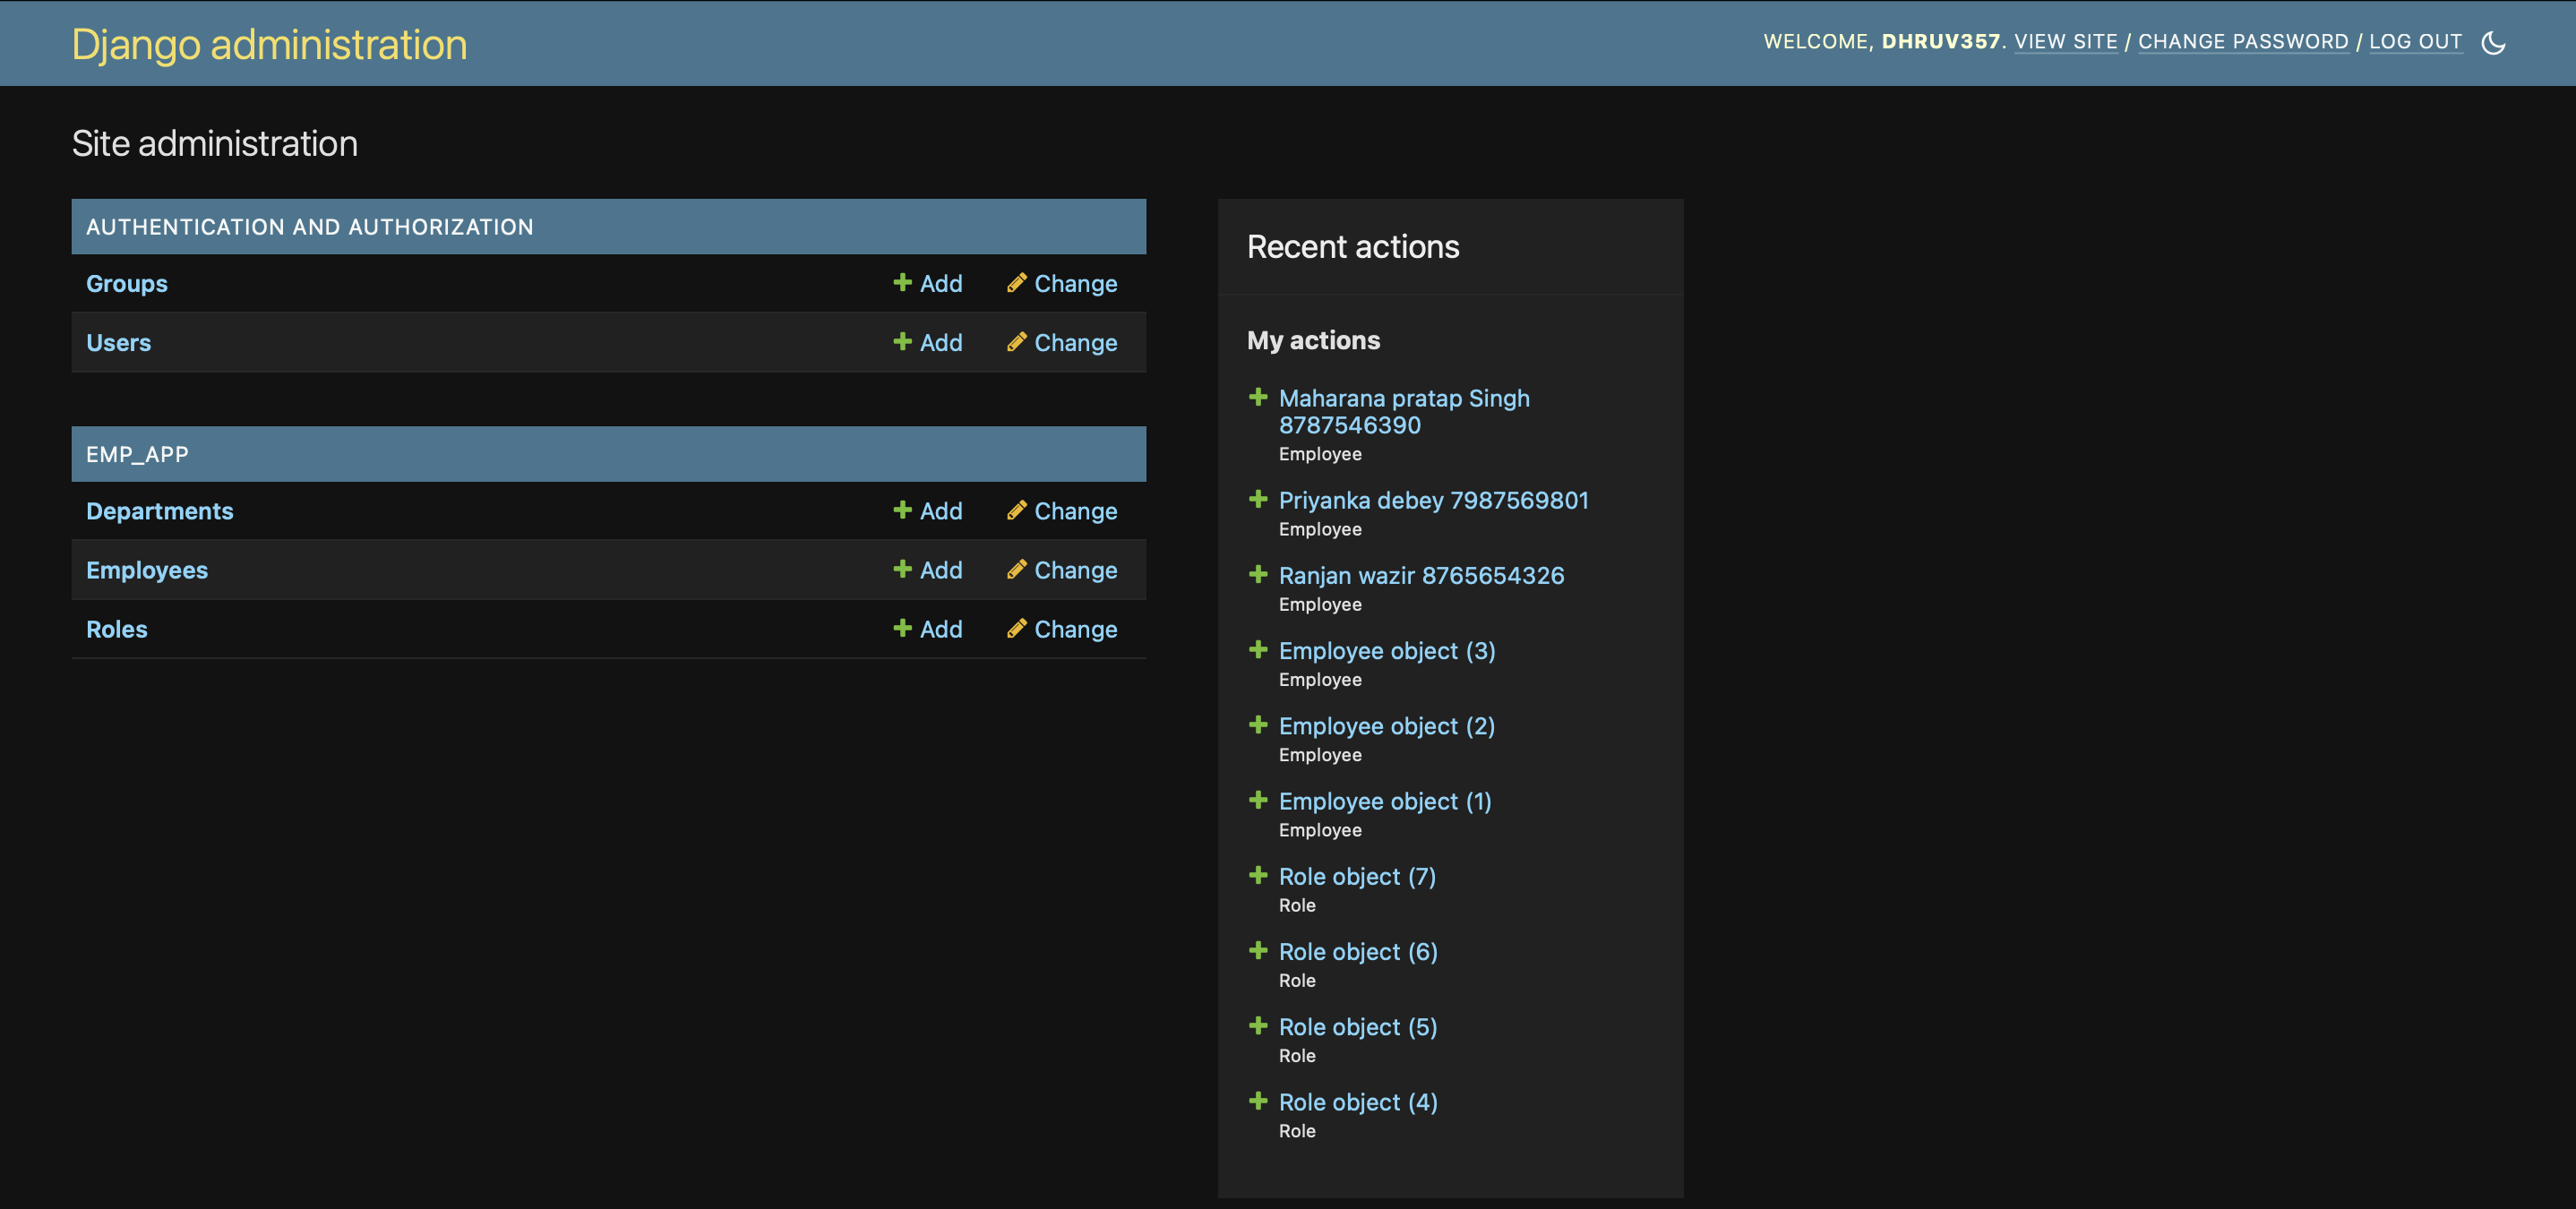 Django administration
WELCOME, DHRUV357. VIEW SITE / CHANGE PASSWORD / LOG OUT
Site administration
AUTHENTICATION AND AUTHORIZATION
Groups Add Change
Users Add Change
EMP_APP
Departments Add Change
Employees Add Change
Roles Add Change
Recent actions
My actions
Maharana pratap Singh
8787546390
Employee
Priyanka debey 7987569801
Employee
Ranjan wazir 8765654326
Employee
Employee object (3)
Employee
Employee object (2)
Employee
Employee object (1)
Employee
Role object (7)
Role
Role object (6)
Role
Role object (5)
Role
Role object (4)
Role